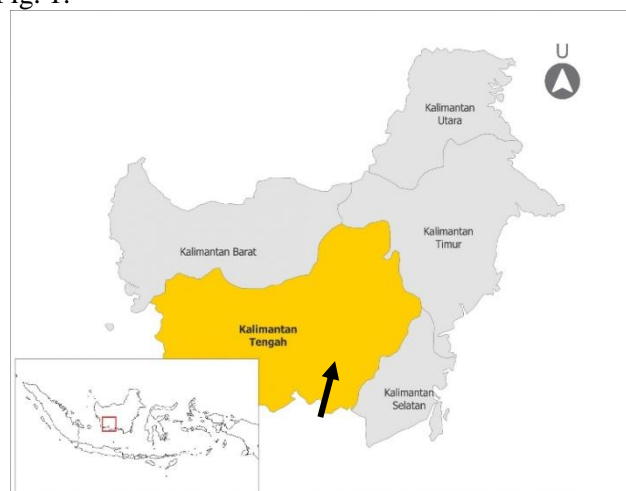 Fig. 1.
U
Kalimantan
Utara
Kalimantan
Timur
Kalimantan Barat
Kalimantan
Tengah
Kalimantan
Selatan